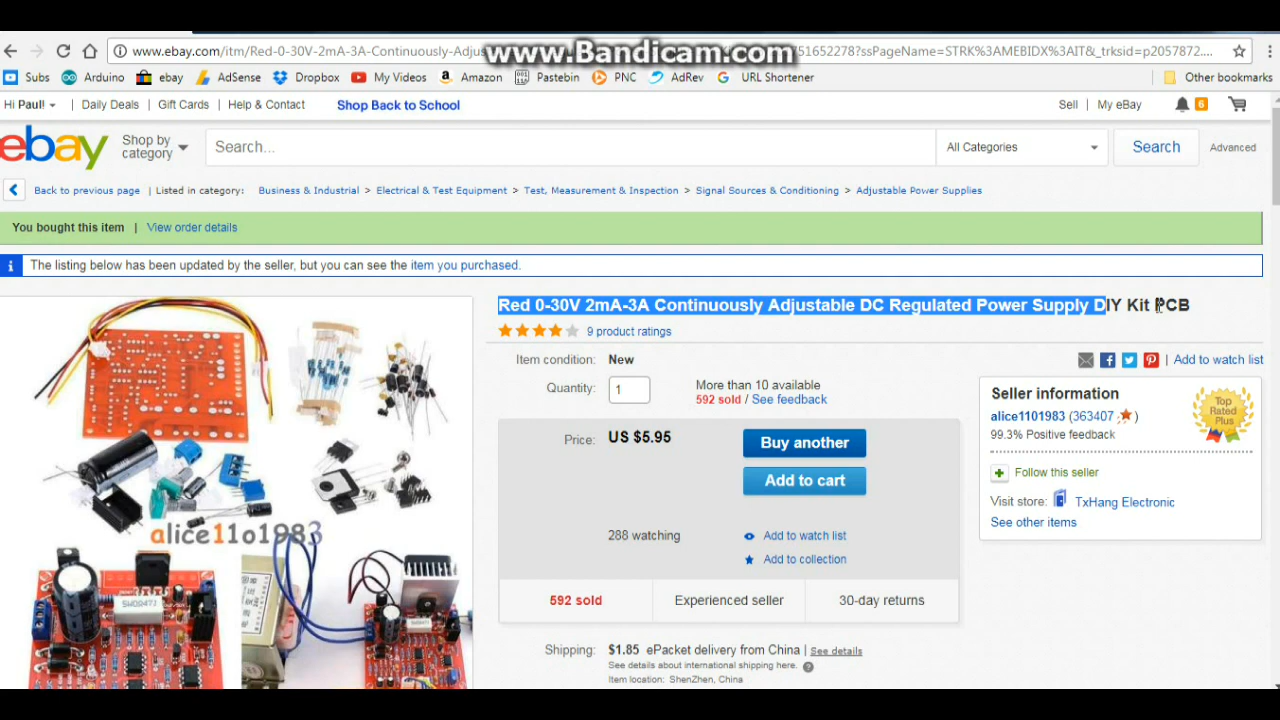 www.Bandicam.com
www.ebay.com/itm/Red-0-30V-2mA-3A-Continuously-Adjus 51652278?ssPageName=STRK%3AMEBIDX%3AIT&_trksid=p2057872....
Subs Arduino ebay AdSense Dropbox My Videos Amazon Pastebin PNC AdRev URL Shortener Other bookmarks
Hi Paul! | Daily Deals | Gift Cards | Help & Contact Shop Back to School Sell | My eBay 6
ebay Shop by category Search... All Categories Search Advanced
Back to previous page | Listed in category: Business & Industrial > Electrical & Test Equipment > Test, Measurement & Inspection > Signal Sources & Conditioning > Adjustable Power Supplies
You bought this item | View order details
i The listing below has been updated by the seller, but you can see the item you purchased.
Red 0-30V 2mA-3A Continuously Adjustable DC Regulated Power Supply DIY Kit PCB
9 product ratings
Item condition: New
Add to watch list
Quantity: 1
More than 10 available
592 sold / See feedback
Price: US $5.95
Buy another
Add to cart
288 watching
Add to watch list
Add to collection
592 sold Experienced seller 30-day returns
Shipping: $1.85 ePacket delivery from China | See details
See details about international shipping here. ?
Item location: ShenZhen, China
Seller information
alice1101983 (363407 )
99.3% Positive feedback
Top
Rated
Plus
Follow this seller
Visit store: TxHang Electronic
See other items
alice11o1983